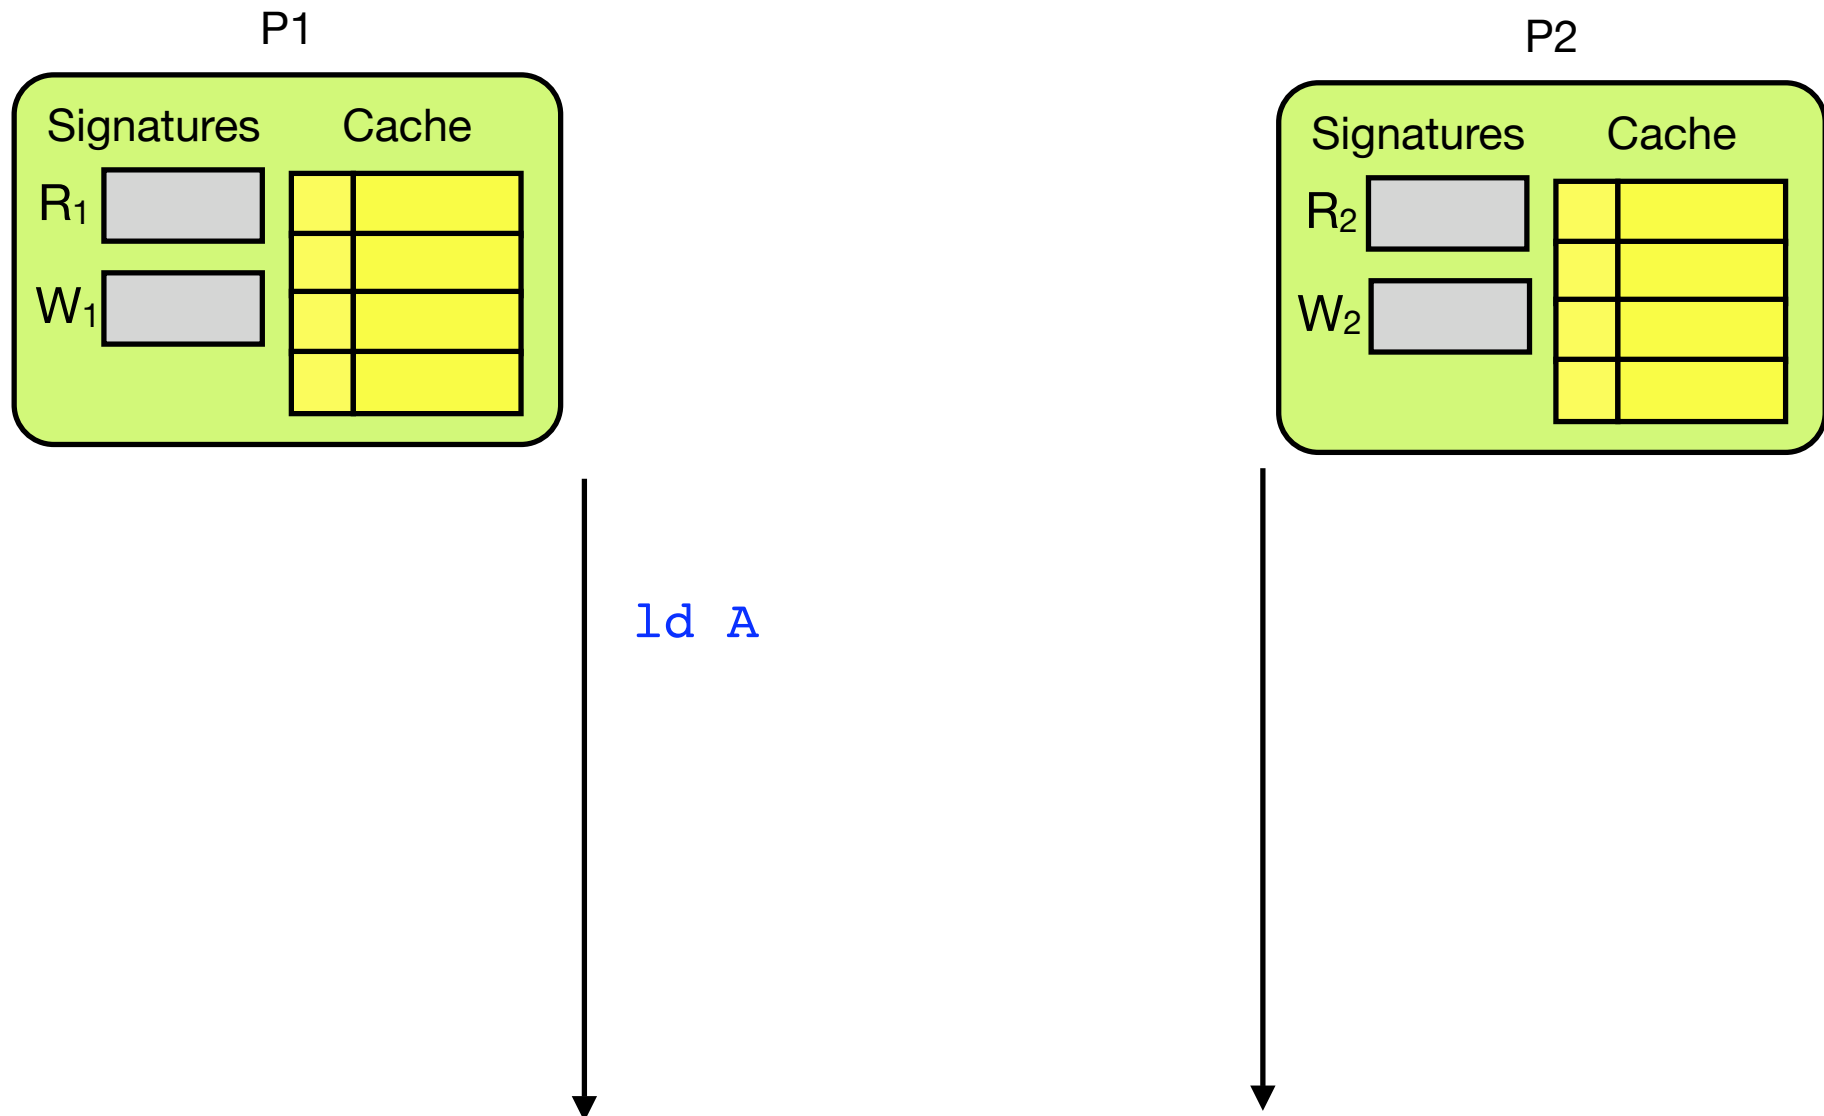 P1
P2
Signatures Cache
R₁
W₁
Signatures Cache
R₂
W₂
ld A